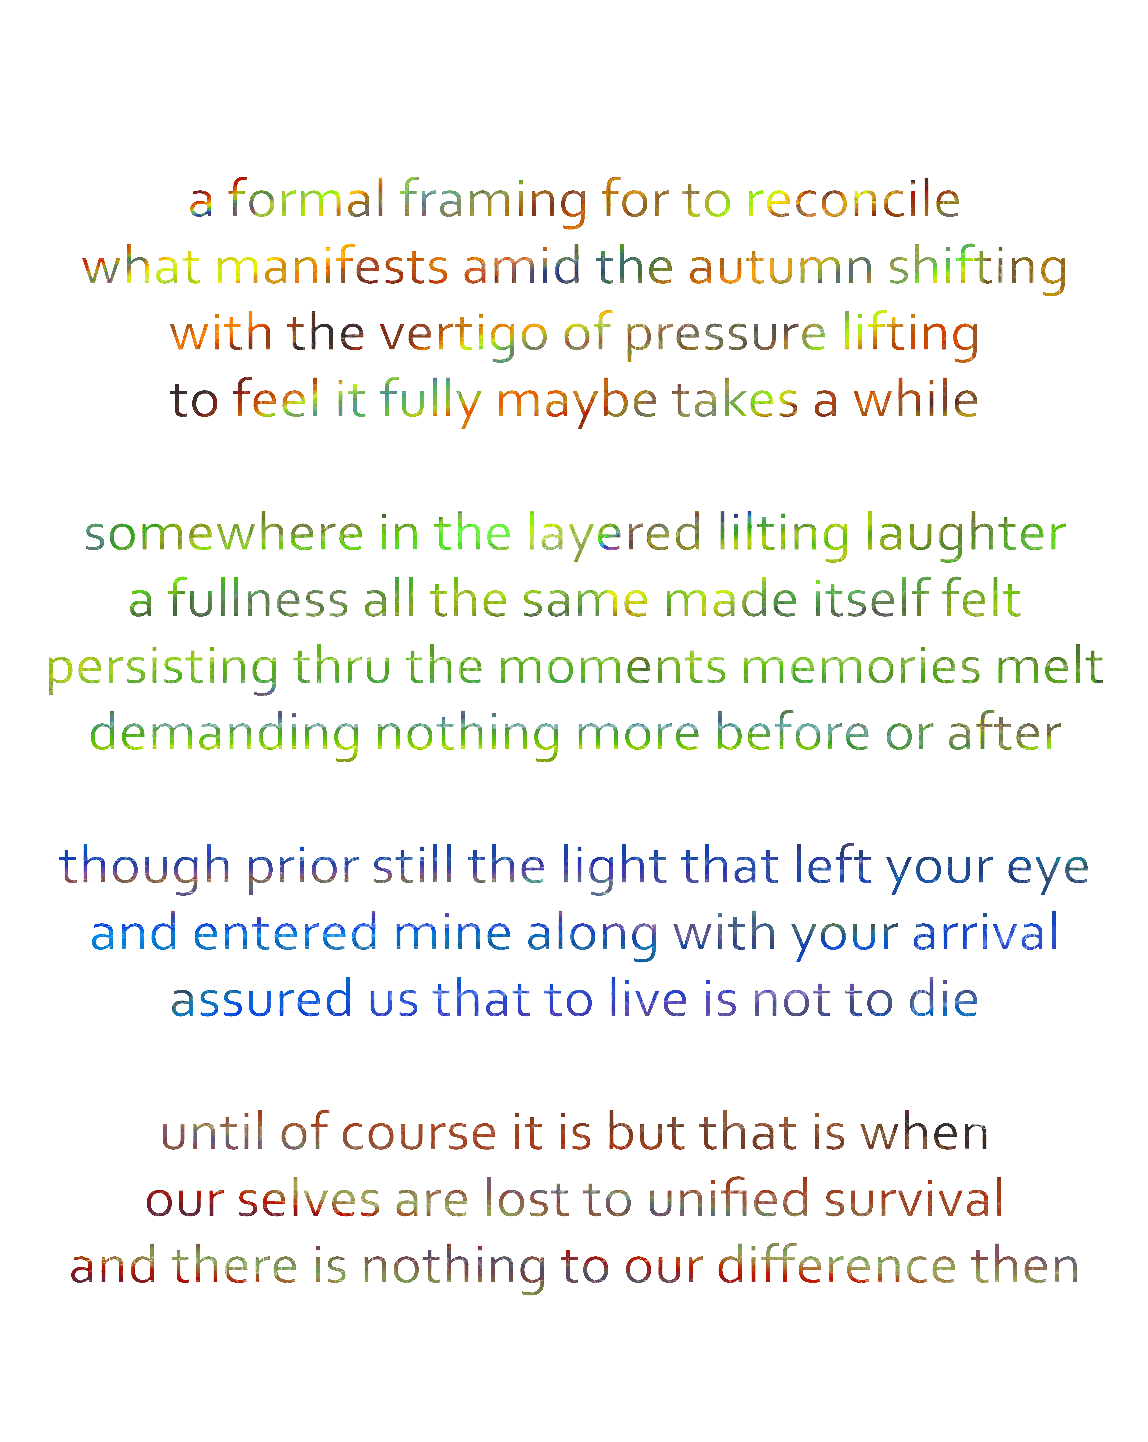 a formal framing for to reconcile
what manifests amid the autumn shifting
with the vertigo of pressure lifting
to feel it fully maybe takes a while
somewhere in the layered lilting laughter
a fullness all the same made itself felt
persisting thru the moments memories melt
demanding nothing more before or after
though prior still the light that left your eye
and entered mine along with your arrival
assured us that to live is not to die
until of course it is but that is when
our selves are lost to unified survival
and there is nothing to our difference then